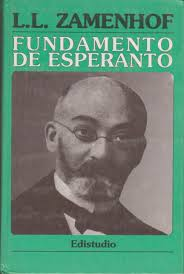 L.L. ZAMENHOF
FUNDAMENTO
DE ESPERANTO
Edistudio